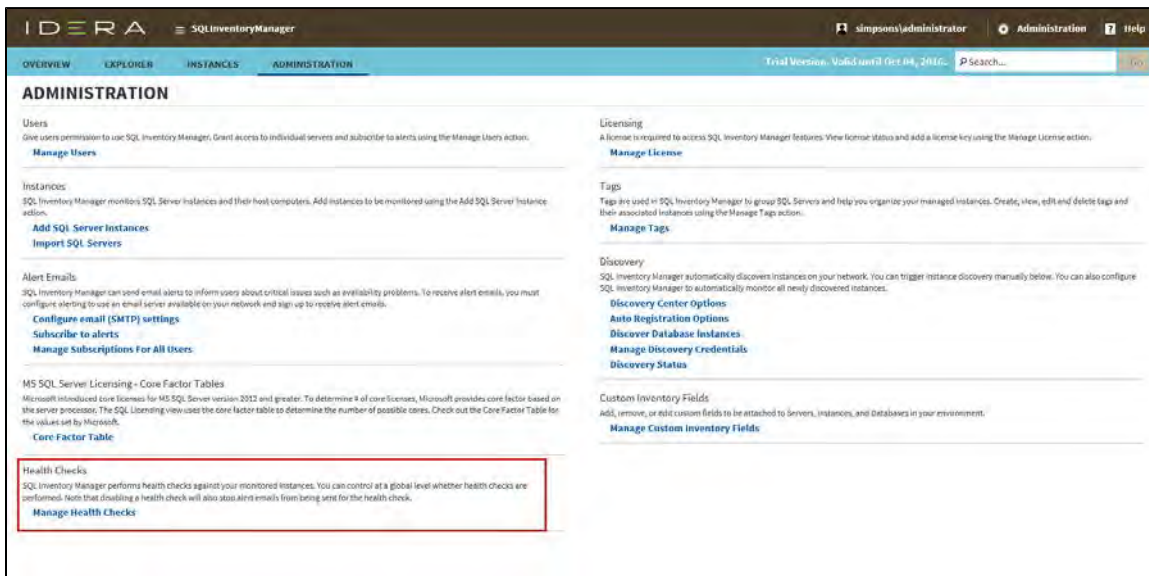 IDERA
SQLInventoryManager
simpsons\administrator
Administration
? Help
OVERVIEW
EXPLORER
INSTANCES
ADMINISTRATION
Trial Version. Valid until Oct 04, 2016.
Search...
Go
ADMINISTRATION
Users
Give users permission to use SQL Inventory Manager. Grant access to individual servers and subscribe to alerts using the Manage Users action.
Manage Users
Instances
SQL Inventory Manager monitors SQL Server instances and their host computers. Add instances to be monitored using the Add SQL Server Instance
action.
Add SQL Server Instances
Import SQL Servers
Alert Emails
SQL Inventory Manager can send email alerts to inform users about critical issues such as availability problems. To receive alert emails, you must
configure alerting to use an email server available on your network and sign up to receive alert emails.
Configure email (SMTP) settings
Subscribe to alerts
Manage Subscriptions For All Users
MS SQL Server Licensing - Core Factor Tables
Microsoft introduced core licenses for MS SQL Server version 2012 and greater. To determine # of core licenses, Microsoft provides core factor based on
the server processor. The SQL Licensing view uses the core factor table to determine the number of possible cores. Check out the Core Factor Table for
the values set by Microsoft.
Core Factor Table
Health Checks
SQL Inventory Manager performs health checks against your monitored instances. You can control at a global level whether health checks are
performed. Note that disabling a health check will also stop alert emails from being sent for the health check.
Manage Health Checks
Licensing
A license is required to access SQL Inventory Manager features. View license status and add a license key using the Manage License action.
Manage License
Tags
Tags are used in SQL Inventory Manager to group SQL Servers and help you organize your managed instances. Create, view, edit and delete tags and
their associated instances using the Manage Tags action.
Manage Tags
Discovery
SQL Inventory Manager automatically discovers instances on your network. You can trigger instance discovery manually below. You can also configure
SQL Inventory Manager to automatically monitor all newly discovered instances.
Discovery Center Options
Auto Registration Options
Discover Database Instances
Manage Discovery Credentials
Discovery Status
Custom Inventory Fields
Add, remove, or edit custom fields to be attached to Servers, Instances, and Databases in your environment.
Manage Custom Inventory Fields